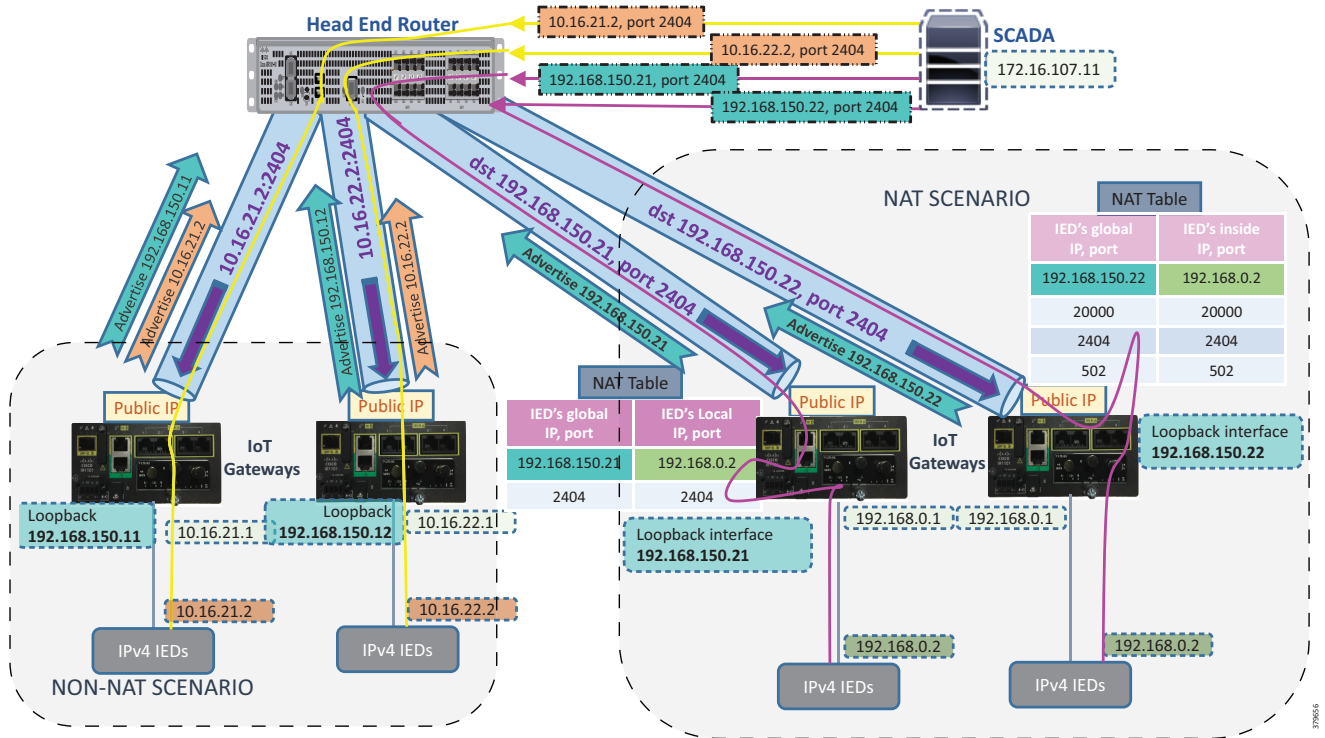 Head End Router
10.16.21.2, port 2404
10.16.22.2, port 2404
192.168.150.21, port 2404
192.168.150.22, port 2404
SCADA
172.16.107.11
10.16.21.2:2404
10.16.22.2:2404
dst 192.168.150.21, port 2404
dst 192.168.150.22, port 2404
Advertise 192.168.150.11
Advertise 10.16.21.2
Advertise 192.168.150.12
Advertise 10.16.22.2
Advertise 192.168.150.21
Advertise 192.168.150.22
NAT SCENARIO
NAT Table
IED's global
IP, port
IED's inside
IP, port
192.168.150.22
192.168.0.2
20000
20000
2404
2404
502
502
NAT Table
IED's global
IP, port
IED's Local
IP, port
192.168.150.21
192.168.0.2
2404
2404
Public IP
Public IP
Public IP
Public IP
IoT
Gateways
IoT
Gateways
Loopback interface
192.168.150.22
Loopback
192.168.150.11
10.16.21.1
Loopback
192.168.150.12
10.16.22.1
Loopback interface
192.168.150.21
192.168.0.1
192.168.0.1
10.16.21.2
10.16.22.2
192.168.0.2
192.168.0.2
IPv4 IEDs
IPv4 IEDs
IPv4 IEDs
IPv4 IEDs
NON-NAT SCENARIO
379656